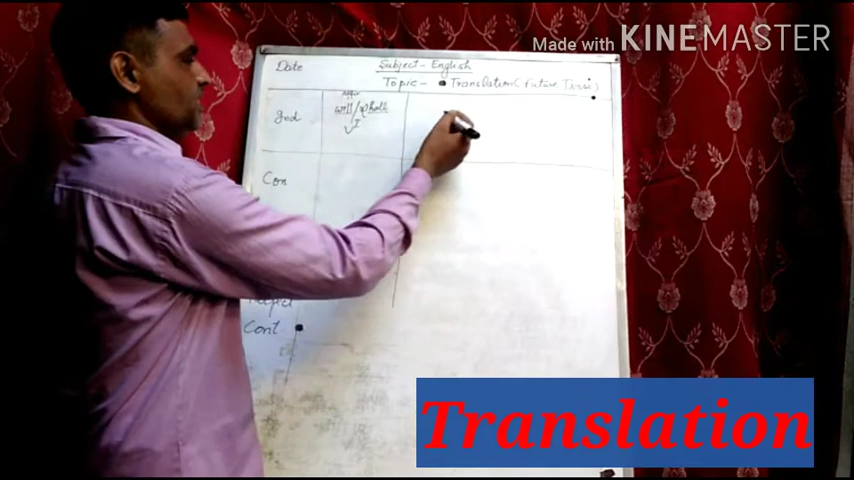 Made with KINEMASTER
Date
Subject- English
Topic- Translation (Future Tense)
Ind
will/shall
I
Con
Cont
Translation